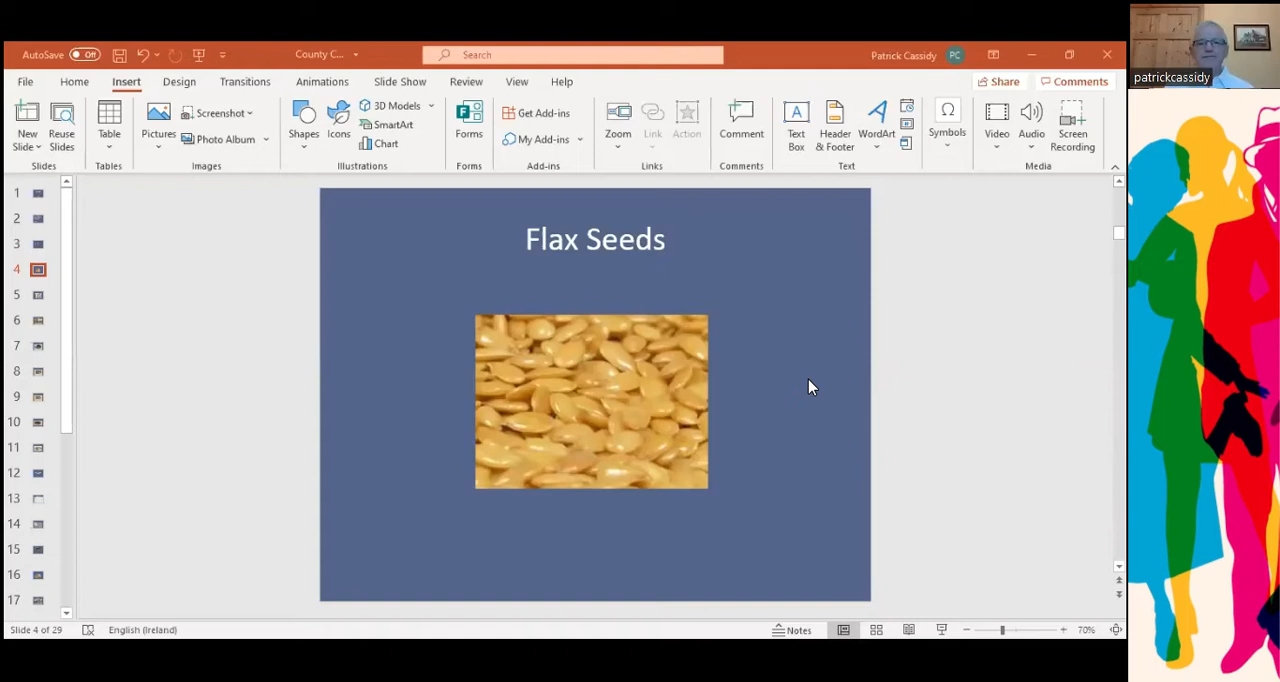 AutoSave Off
County C...
Search
Patrick Cassidy PC
patrickcassidy
File Home Insert Design Transitions Animations Slide Show Review View Help
Share Comments
New Slide
Reuse Slides
Slides
Table
Tables
Pictures
Screenshot
Photo Album
Images
Shapes
Icons
3D Models
SmartArt
Chart
Illustrations
Forms
Forms
Get Add-ins
My Add-ins
Add-ins
Zoom
Link
Action
Links
Comment
Comments
Text Box
Header & Footer
WordArt
Text
Symbols
Video
Audio
Screen Recording
Media
1
2
3
4
5
6
7
8
9
10
11
12
13
14
15
16
17
Flax Seeds
Slide 4 of 29
English (Ireland)
Notes
70%